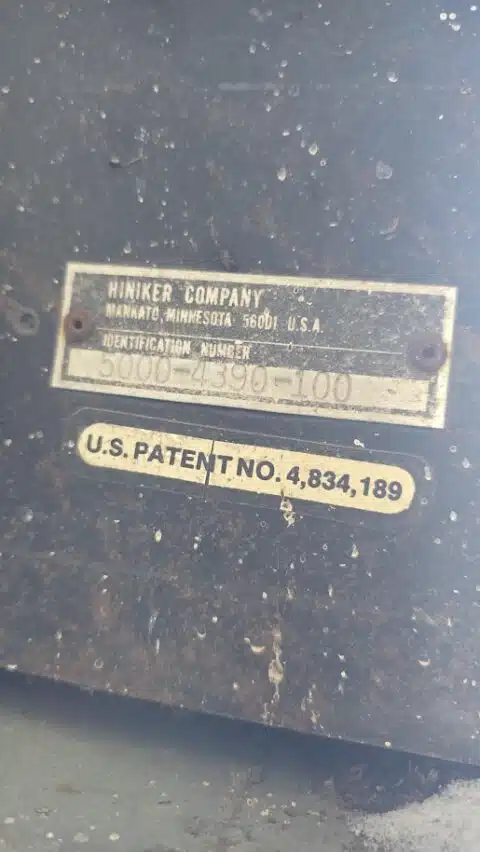 HINIKER COMPANY
MANKATO, MINNESOTA 56001 U.S.A.
IDENTIFICATION NUMBER
5000-4390-100
U.S. PATENT NO. 4,834,189